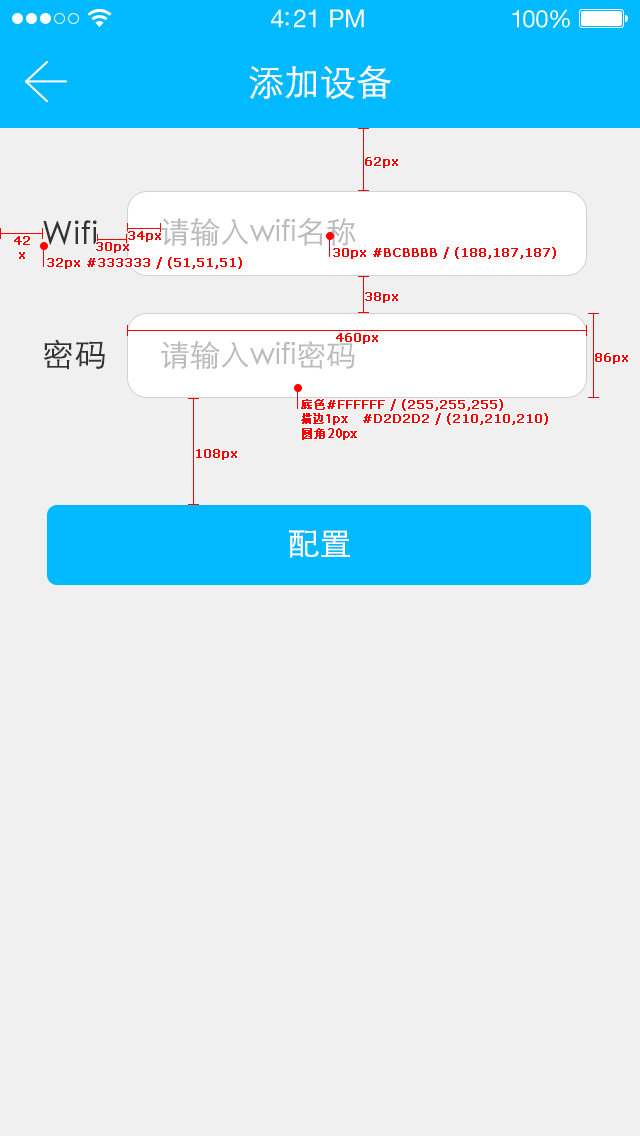 4:21 PM 100%
添加设备
62px
Wifi 请输入wifi名称
42
x
30px 34px
30px #BCBBBB / (188,187,187)
32px #333333 / (51,51,51)
38px
460px
密码 请输入wifi密码
86px
底色#FFFFFF / (255,255,255)
描边1px #D2D2D2 / (210,210,210)
圆角20px
108px
配置